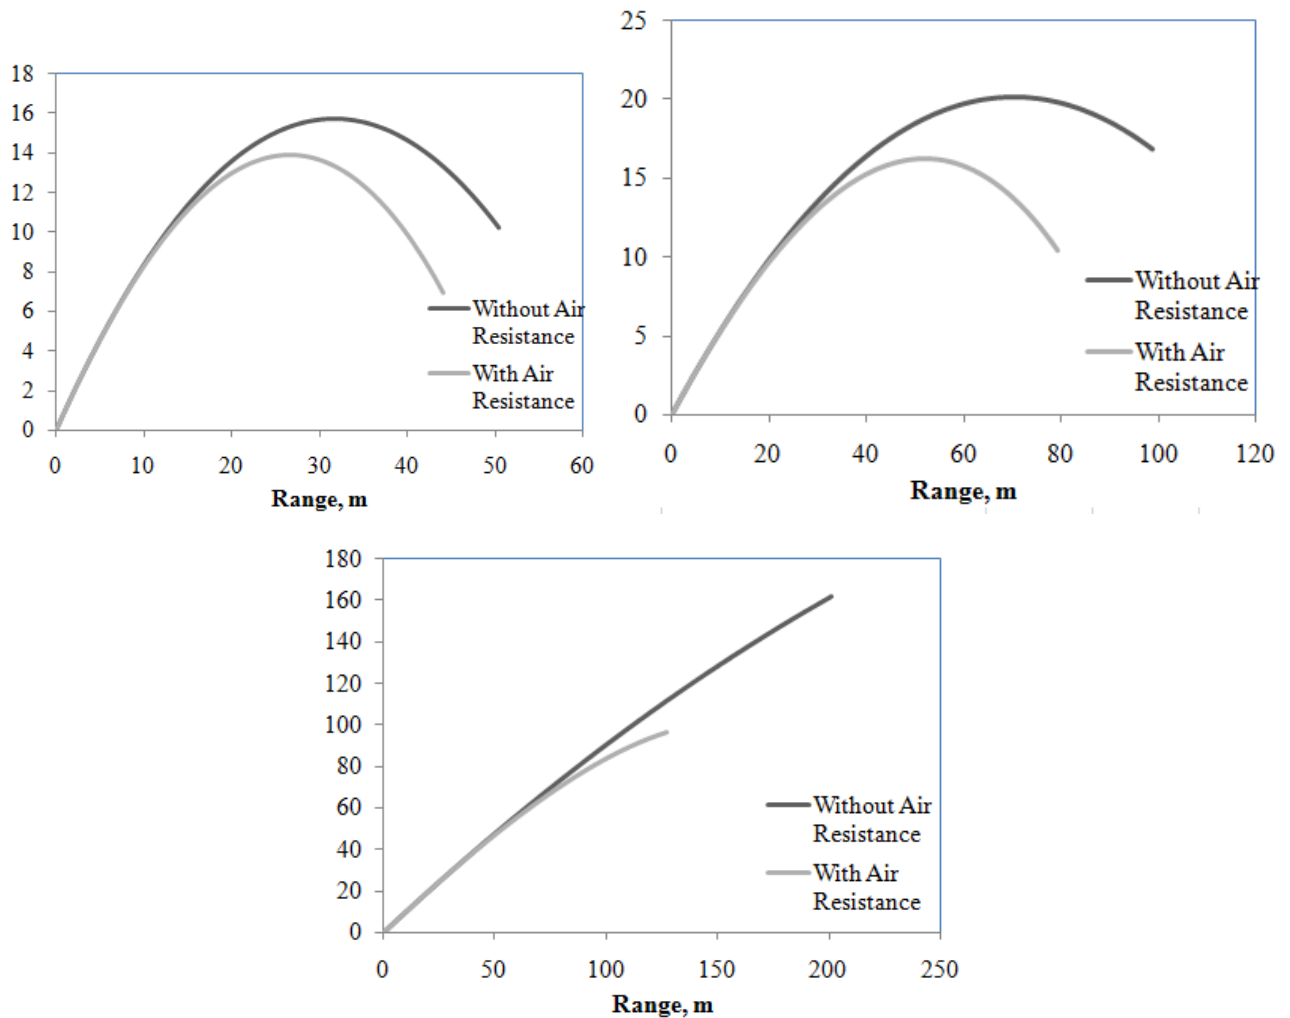 18
16
14
12
10
8
6
4
2
0
0 10 20 30 40 50 60
Range, m
Without Air
Resistance
With Air
Resistance
25
20
15
10
5
0
0 20 40 60 80 100 120
Range, m
Without Air
Resistance
With Air
Resistance
180
160
140
120
100
80
60
40
20
0
0 50 100 150 200 250
Range, m
Without Air
Resistance
With Air
Resistance